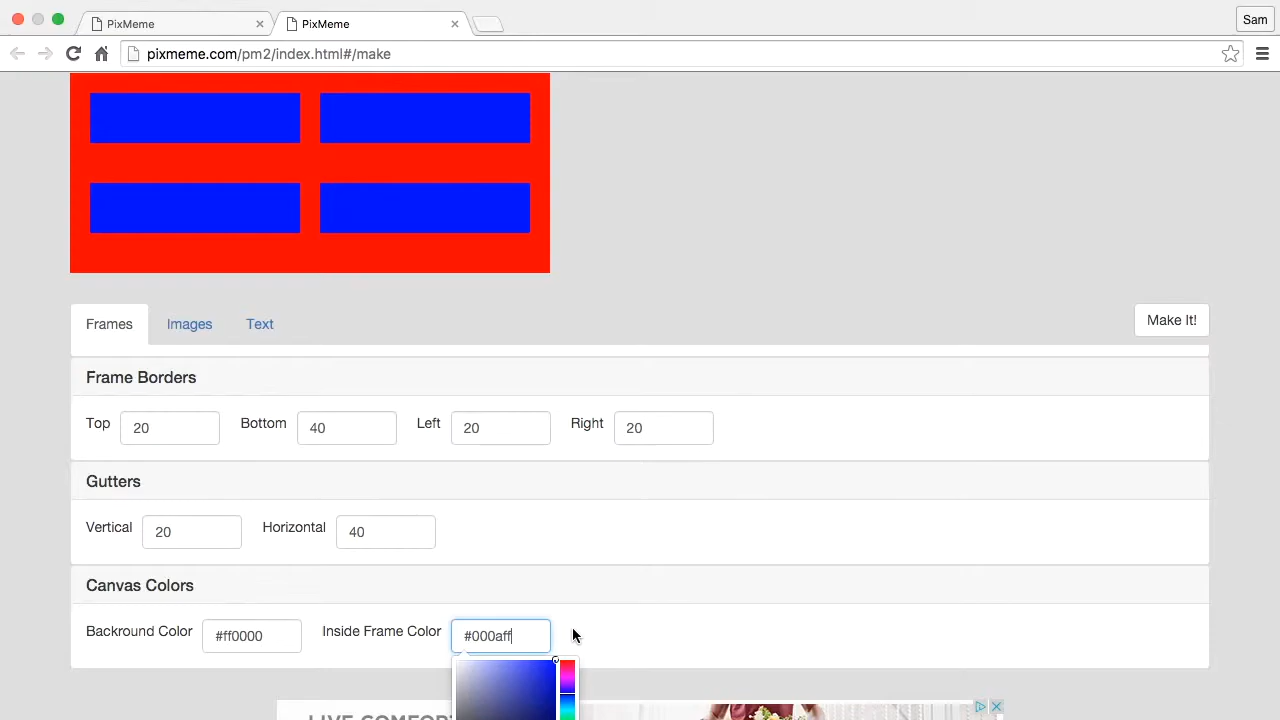 PixMeme
PixMeme
Sam
pixmeme.com/pm2/index.html#/make
Frames
Images
Text
Make It!
Frame Borders
Top 20 Bottom 40 Left 20 Right 20
Gutters
Vertical 20 Horizontal 40
Canvas Colors
Backround Color #ff0000 Inside Frame Color #000aff
LIVE COMFORT